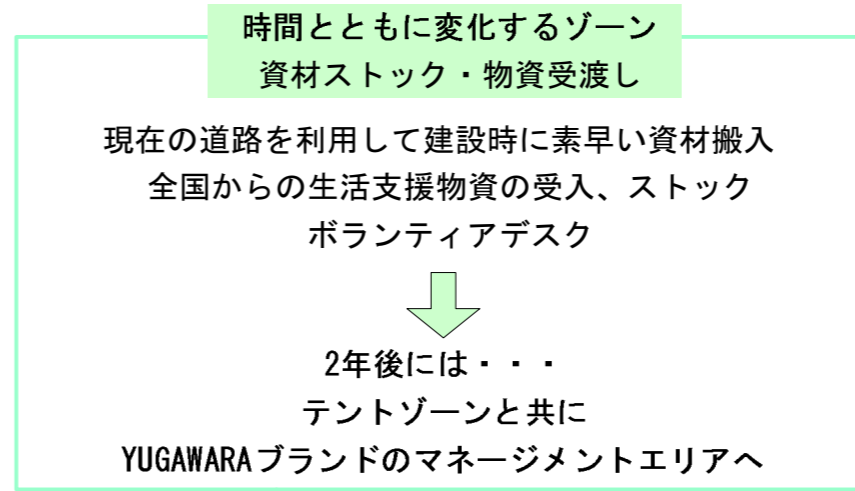 時間とともに変化するゾーン
資材ストック・物資受渡し
現在の道路を利用して建設時に素早い資材搬入
全国からの生活支援物資の受入、ストック
ボランティアデスク
2年後には・・・
テントゾーンと共に
YUGAWARAブランドのマネージメントエリアへ